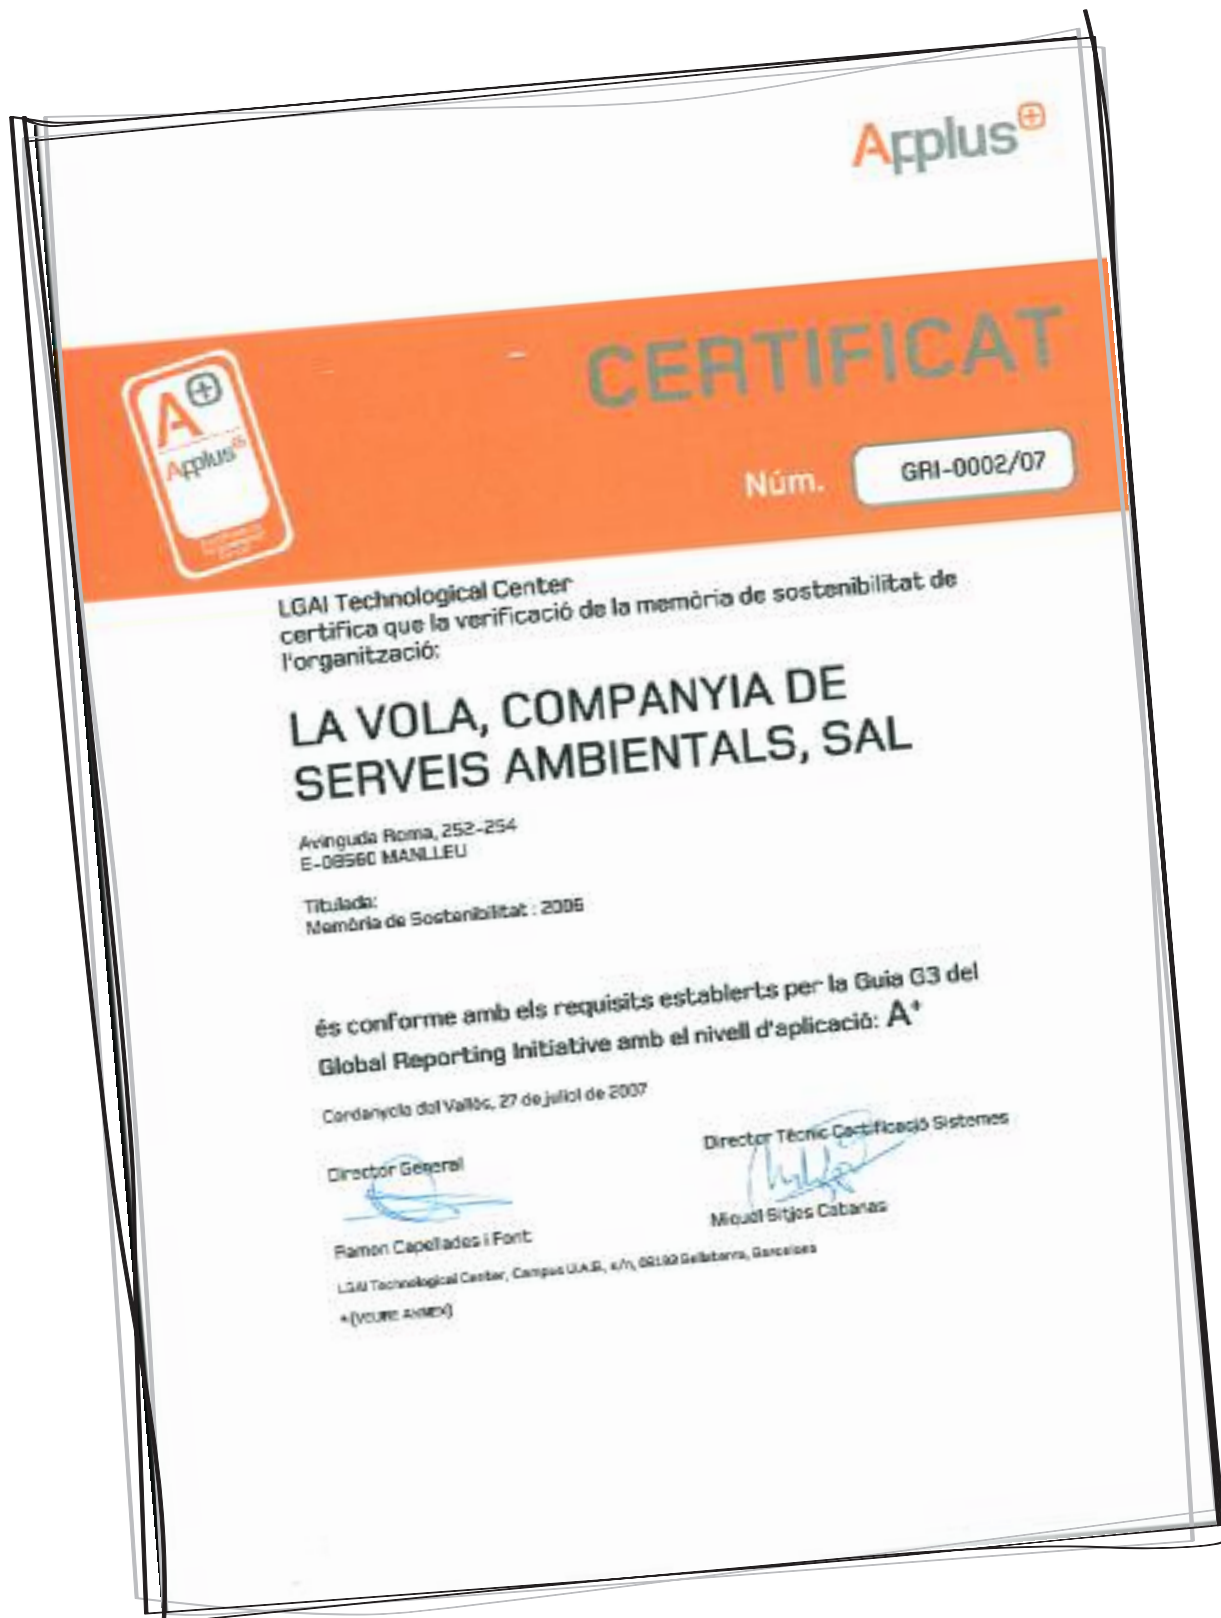 Applus+
CERTIFICAT
A+
Applus+
Núm. GRI-0002/07
LGAI Technological Center
certifica que la verificació de la memòria de sostenibilitat de
l'organització:
LA VOLA, COMPANYIA DE
SERVEIS AMBIENTALS, SAL
Avinguda Roma, 252-254
E-08560 MANLLEU
Titulada:
Memòria de Sostenibilitat : 2006
és conforme amb els requisits establerts per la Guia G3 del
Global Reporting Initiative amb el nivell d'aplicació: A+
Cerdanyola del Vallès, 27 de juliol de 2007
Director General
Director Tècnic Certificació Sistemes
Ramon Capellades i Font
Miquel Sitjes Cabanas
LGAI Technological Center, Campus U.A.B., s/n, 08193 Bellaterra, Barcelona
*(VEURE ANNEX)